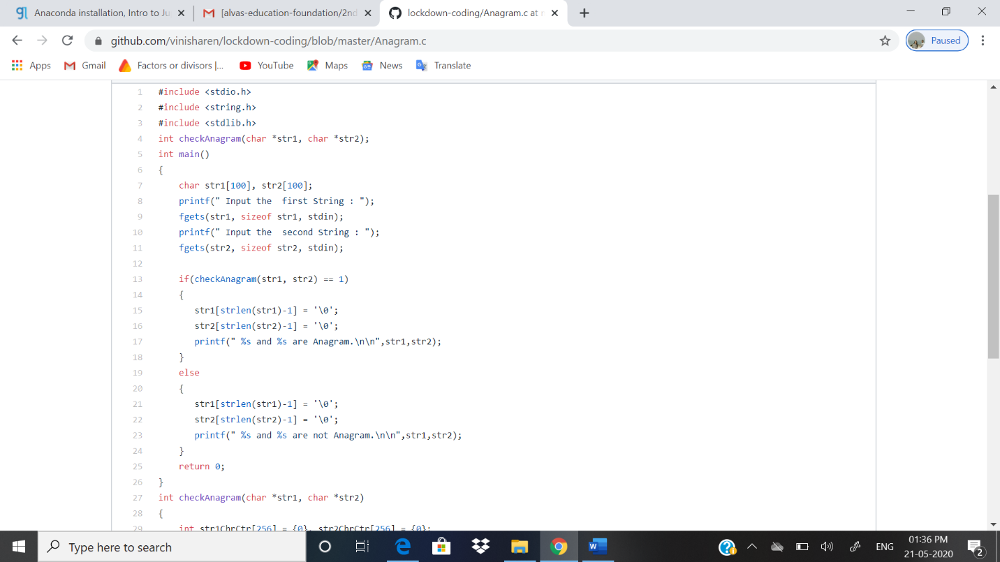 Anaconda installation, Intro to Ju
[alvas-education-foundation/2nd
lockdown-coding/Anagram.c at
github.com/vinisharen/lockdown-coding/blob/master/Anagram.c
Paused
Apps
Gmail
Factors or divisors |...
YouTube
Maps
News
Translate
1 #include <stdio.h>
2 #include <string.h>
3 #include <stdlib.h>
4 int checkAnagram(char *str1, char *str2);
5 int main()
6 {
7 char str1[100], str2[100];
8 printf(" Input the  first String : ");
9 fgets(str1, sizeof str1, stdin);
10 printf(" Input the  second String : ");
11 fgets(str2, sizeof str2, stdin);
12
13 if(checkAnagram(str1, str2) == 1)
14 {
15 str1[strlen(str1)-1] = '\0';
16 str2[strlen(str2)-1] = '\0';
17 printf(" %s and %s are Anagram.\n\n",str1,str2);
18 }
19 else
20 {
21 str1[strlen(str1)-1] = '\0';
22 str2[strlen(str2)-1] = '\0';
23 printf(" %s and %s are not Anagram.\n\n",str1,str2);
24 }
25 return 0;
26 }
27 int checkAnagram(char *str1, char *str2)
28 {
29 int str1ChrCtr[256] = {0}, str2ChrCtr[256] = {0};
Type here to search
ENG
01:36 PM
21-05-2020
2